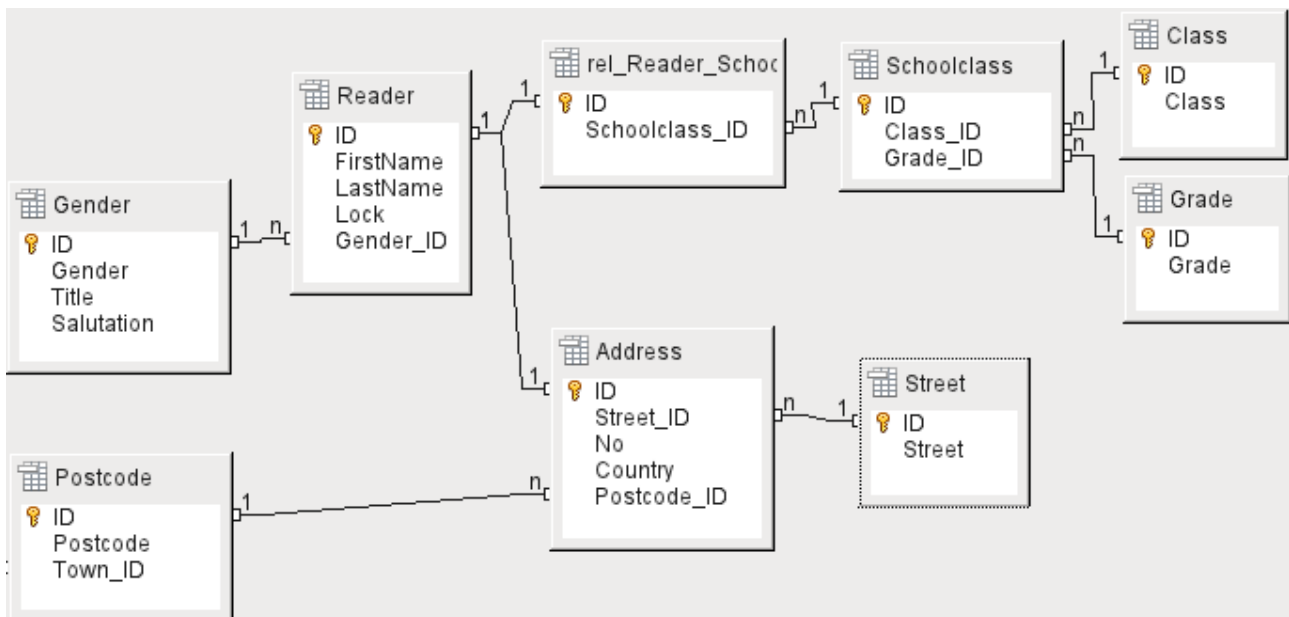 Gender
ID
Gender
Title
Salutation
1
n
Reader
ID
FirstName
LastName
Lock
Gender_ID
1
1
rel_Reader_Schoo
ID
Schoolclass_ID
n
1
Schoolclass
ID
Class_ID
Grade_ID
n
1
n
1
Class
ID
Class
Grade
ID
Grade
1
Address
ID
Street_ID
No
Country
Postcode_ID
n
1
Street
ID
Street
Postcode
ID
Postcode
Town_ID
1
n